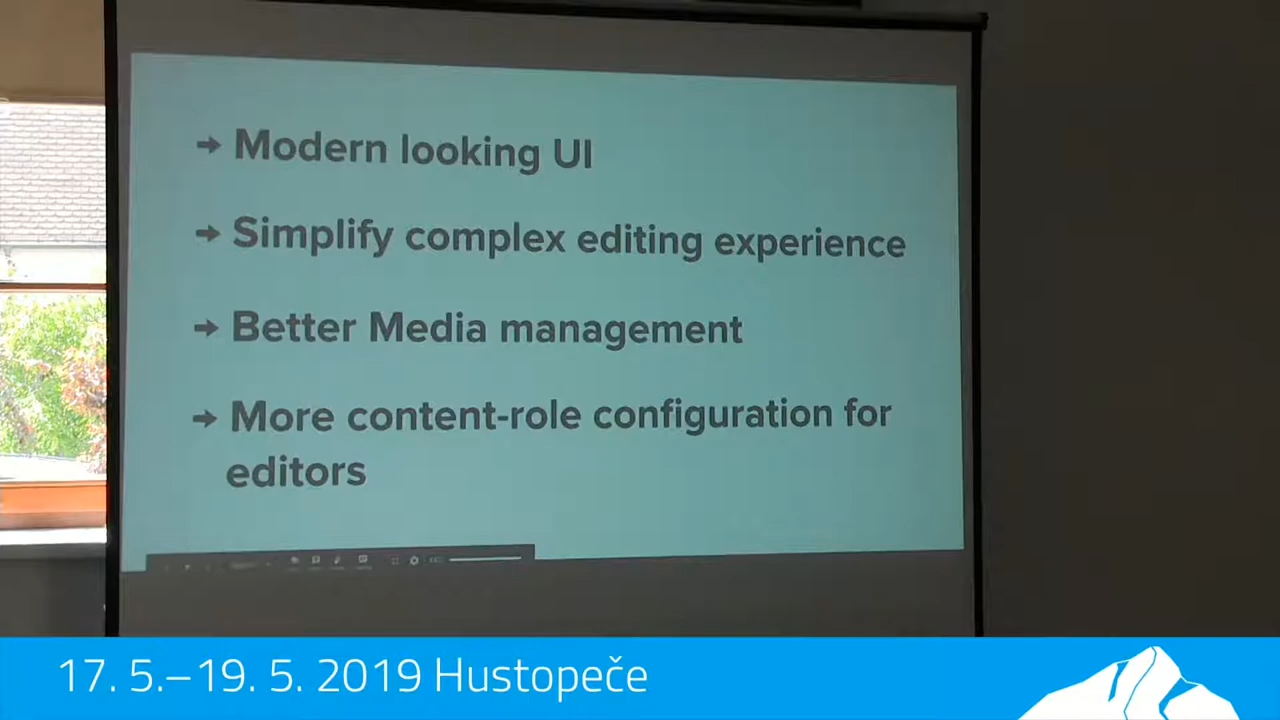 → Modern looking UI
→ Simplify complex editing experience
→ Better Media management
→ More content-role configuration for
editors
17. 5.–19. 5. 2019 Hustopeče